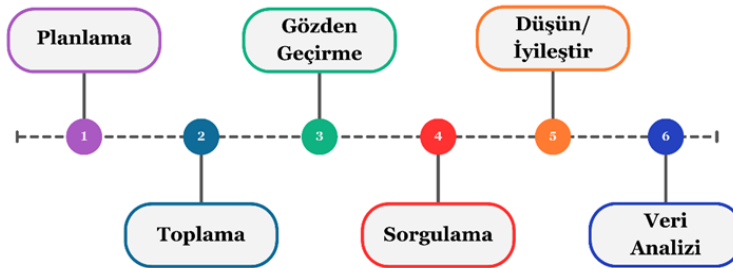 Planlama
Gözden
Geçirme
Düşün/
İyileştir
1
2
3
4
5
6
Toplama
Sorgulama
Veri
Analizi